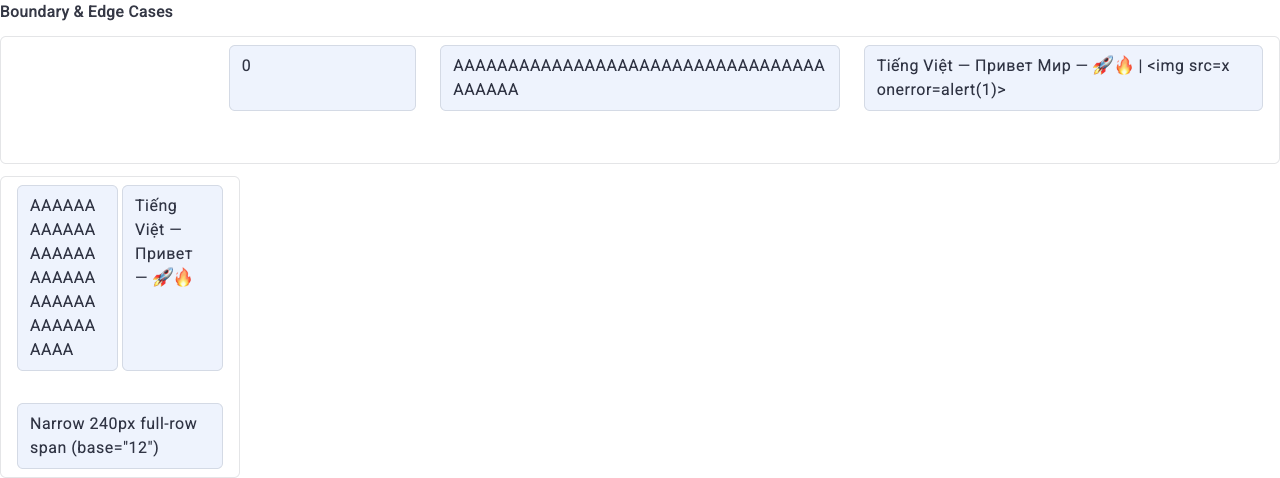 Boundary & Edge Cases
0
AAAAAAAAAAAAAAAAAAAAAAAAAAAAAAAAAA
AAAAAA
Tiếng Việt — Привет Мир — 🚀🔥 | <img src=x
onerror=alert(1)>
AAAAAA
AAAAAA
AAAAAA
AAAAAA
AAAAAA
AAAAAA
AAAA
Tiếng
Việt —
Привет
— 🚀🔥
Narrow 240px full-row
span (base="12")